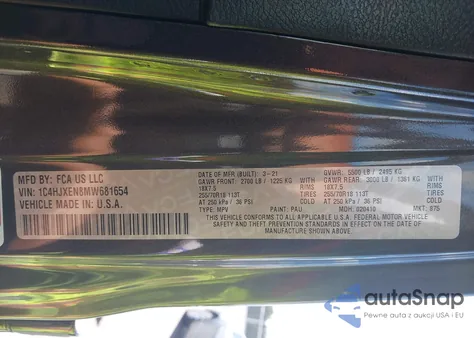 MFD BY: FCA US LLC
VIN: 1C4HJXEN8MW681654
VEHICLE MADE IN: U.S.A.
DATE OF MFR (BUILT): 3-21
GAWR FRONT: 2700 LB / 1225 KG
18X7.5 RIMS
255/70R18 113T TIRES
AT 250 kPa / 36 PSI COLD
GVWR: 5500 LB / 2495 KG
GAWR REAR: 3000 LB / 1361 KG
18X7.5 RIMS
255/70R18 113T TIRES
AT 250 kPa / 36 PSI COLD
THIS VEHICLE CONFORMS TO ALL APPLICABLE U.S.A. FEDERAL MOTOR VEHICLE
SAFETY AND THEFT PREVENTION STANDARDS IN EFFECT ON THE DATE OF
MANUFACTURE SHOWN ABOVE.
TYPE: MPV PAINT: PAU MDH: 020410 MKT: 875
autoSnap
Pewne auta z aukcji USA i EU